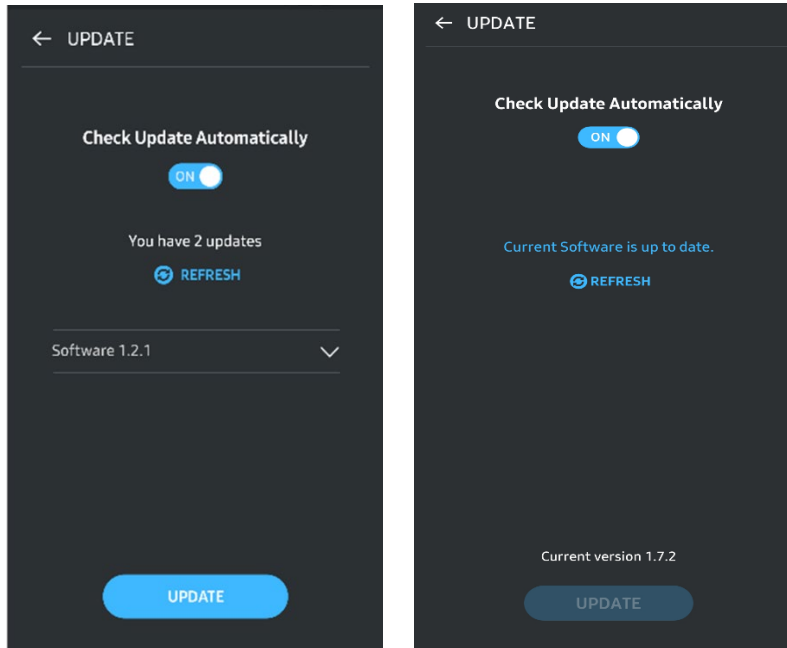 ← UPDATE
Check Update Automatically
ON
You have 2 updates
REFRESH
Software 1.2.1
UPDATE
← UPDATE
Check Update Automatically
ON
Current Software is up to date.
REFRESH
Current version 1.7.2
UPDATE